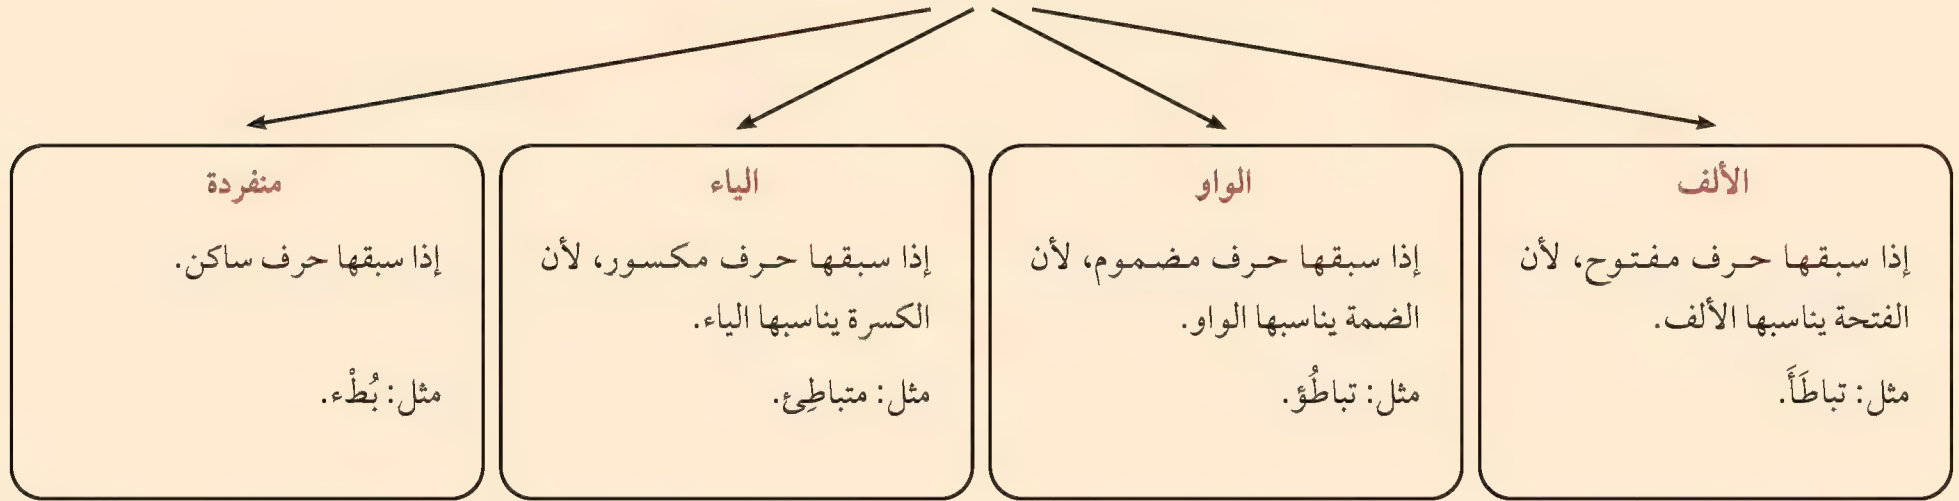 الألف
إذا سبقها حرف مفتوح، لأن
الفتحة يناسبها الألف.
مثل: تباطَأَ.
الواو
إذا سبقها حرف مضموم، لأن
الضمة يناسبها الواو.
مثل: تباطُؤ.
الياء
إذا سبقها حرف مكسور، لأن
الكسرة يناسبها الياء.
مثل: متباطِئ.
منفردة
إذا سبقها حرف ساكن.
مثل: بُطْء.